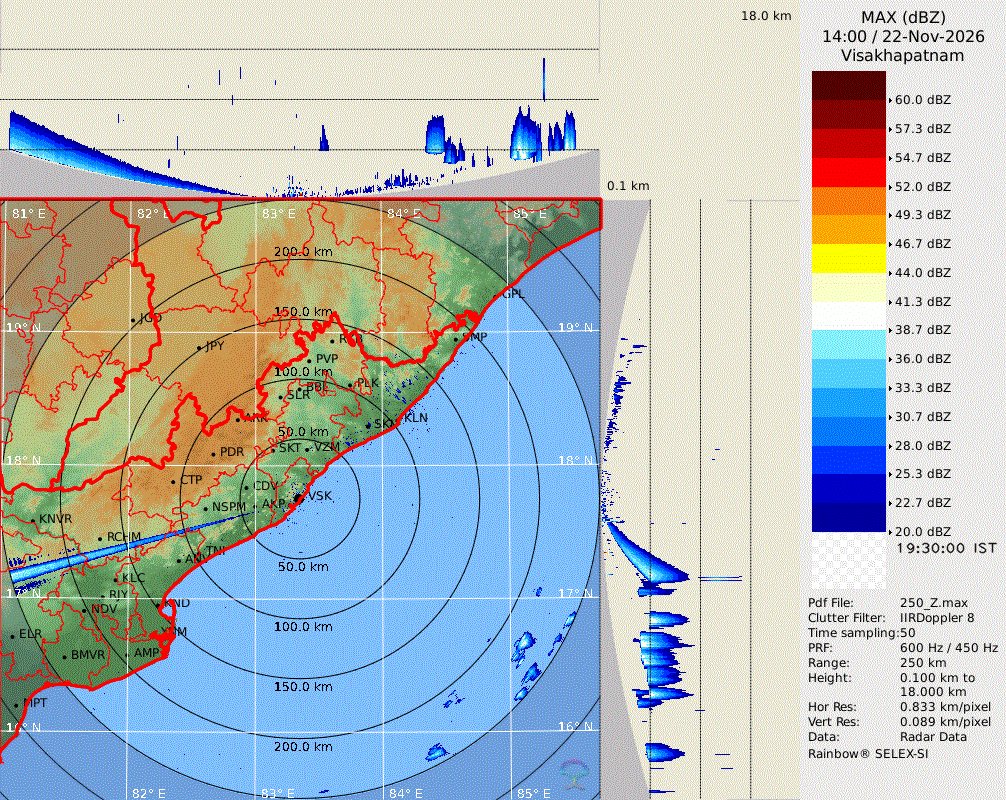 18.0 km
0.1 km
MAX (dBZ)
14:00 / 22-Nov-2026
Visakhapatnam
60.0 dBZ
57.3 dBZ
54.7 dBZ
52.0 dBZ
49.3 dBZ
46.7 dBZ
44.0 dBZ
41.3 dBZ
38.7 dBZ
36.0 dBZ
33.3 dBZ
30.7 dBZ
28.0 dBZ
25.3 dBZ
22.7 dBZ
20.0 dBZ
19:30:00 IST
Pdf File: 250_Z.max
Clutter Filter: IIRDoppler 8
Time sampling:50
PRF: 600 Hz / 450 Hz
Range: 250 km
Height: 0.100 km to
18.000 km
Hor Res: 0.833 km/pixel
Vert Res: 0.089 km/pixel
Data: Radar Data
Rainbow® SELEX-SI
81° E 82° E 83° E 84° E 85° E
200.0 km
GPL
150.0 km
JGD
19° N 19° N
JPY
PVP
100.0 km
PLK
BBL
SLR
KLN
50.0 km
SKT VZM
PDR
18° N 18° N
CTP
CDV
VSK
NSPM AKP
KNVR
RCHM
TNI
50.0 km
KLC
RJY
17° N 17° N
KND
NDV
100.0 km
ELR
BMVR AMP
150.0 km
MPT
16° N 16° N
200.0 km
82° E 83° E 84° E 85° E